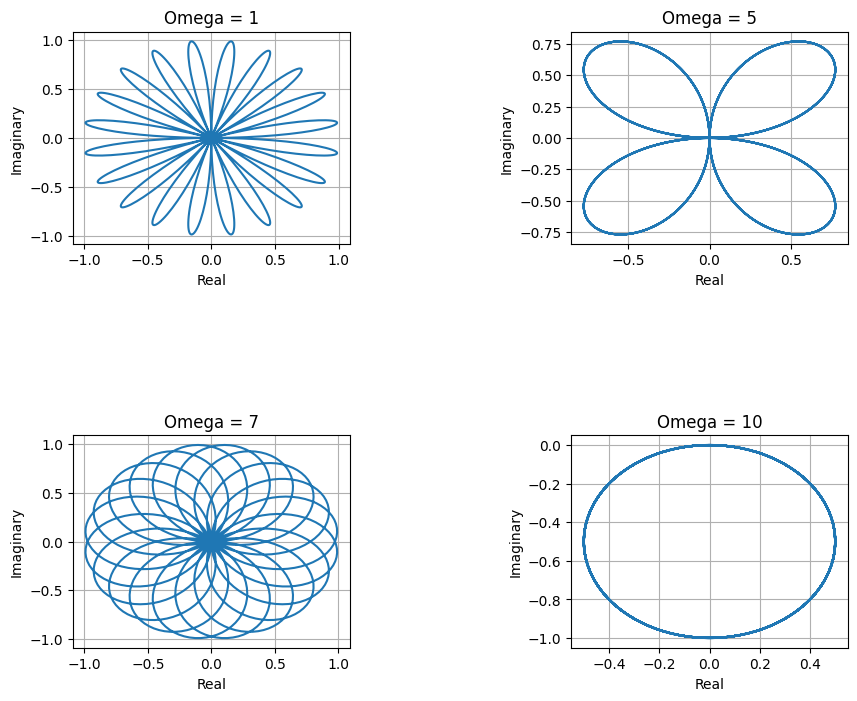 Omega = 1
1.0
0.5
0.0
−0.5
−1.0
Imaginary
−1.0 −0.5 0.0 0.5 1.0
Real
Omega = 5
0.75
0.50
0.25
0.00
−0.25
−0.50
−0.75
Imaginary
−0.5 0.0 0.5
Real
Omega = 7
1.0
0.5
0.0
−0.5
−1.0
Imaginary
−1.0 −0.5 0.0 0.5 1.0
Real
Omega = 10
0.0
−0.2
−0.4
−0.6
−0.8
−1.0
Imaginary
−0.4 −0.2 0.0 0.2 0.4
Real